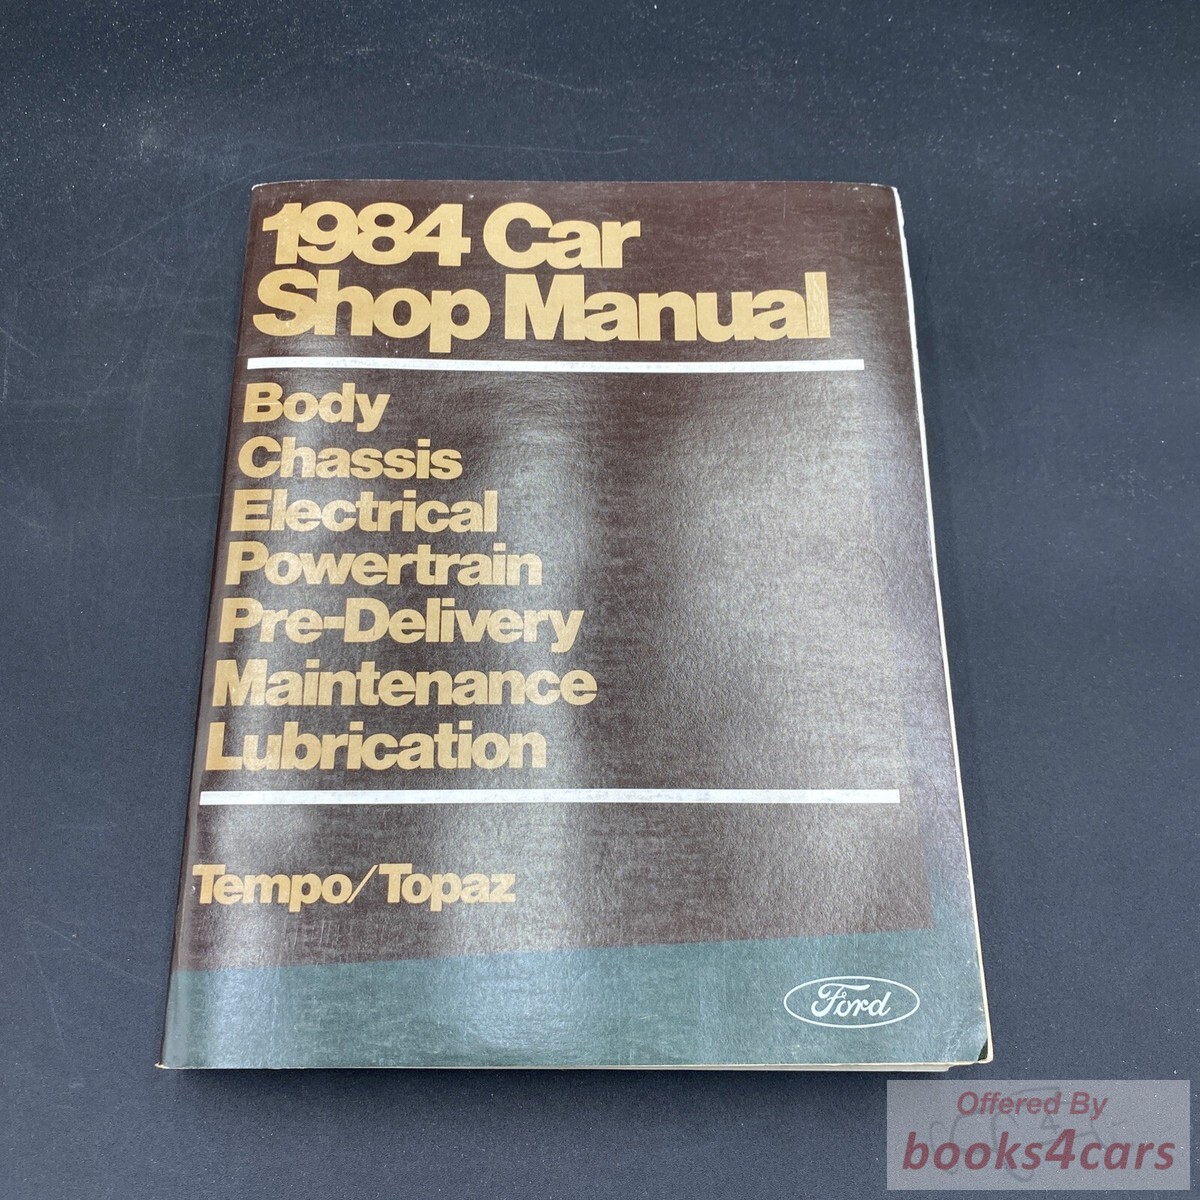 1984 Car
Shop Manual
Body
Chassis
Electrical
Powertrain
Pre-Delivery
Maintenance
Lubrication
Tempo/Topaz
Ford
Offered By
books4cars